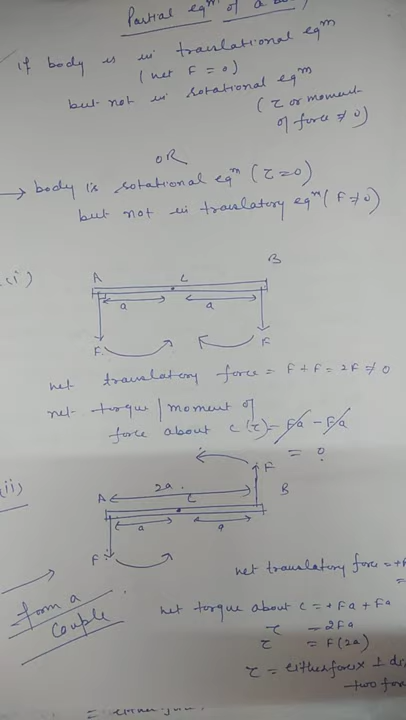 Partial eqm of a body
if body is in translational eqm
(net F = 0)
but not in rotational eqm
(τ or moment
of force ≠ 0)
OR
→ body is rotational eqm (τ = 0)
but not in translatory eqm (F ≠ 0)
(i)
A C B
a a
F F
net translatory force = F + F = 2F ≠ 0
net torque | moment of
force about C (τ) = Fa - Fa
= 0
(ii)
F
A 2a C B
a a
F
net translatory force = +F
=
form a
couple
net torque about C = + Fa + Fa
τ = 2Fa
τ = F(2a)
τ = either force x ⊥ di
two for